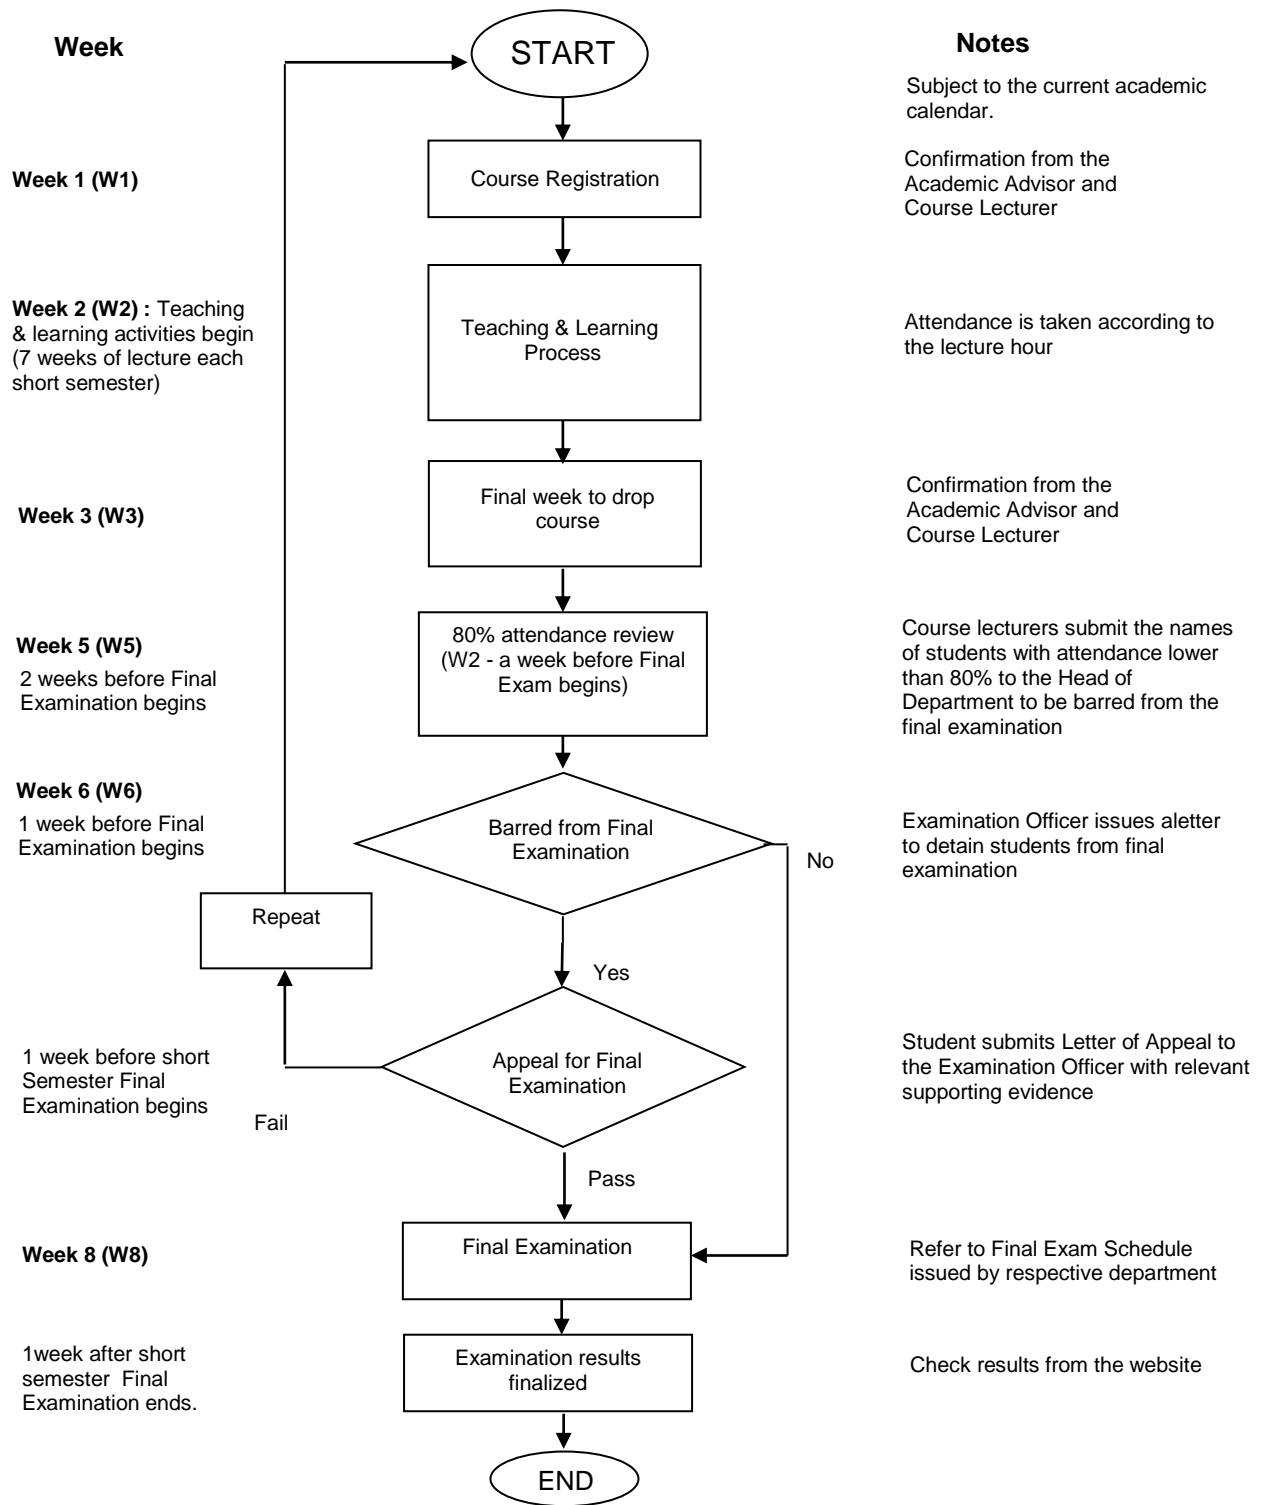 Week
START
Notes
Subject to the current academic
calendar.
Week 1 (W1)
Course Registration
Confirmation from the
Academic Advisor and
Course Lecturer
Week 2 (W2) : Teaching
& learning activities begin
(7 weeks of lecture each
short semester)
Teaching & Learning
Process
Attendance is taken according to
the lecture hour
Week 3 (W3)
Final week to drop
course
Confirmation from the
Academic Advisor and
Course Lecturer
Week 5 (W5)
2 weeks before Final
Examination begins
80% attendance review
(W2 - a week before Final
Exam begins)
Course lecturers submit the names
of students with attendance lower
than 80% to the Head of
Department to be barred from the
final examination
Week 6 (W6)
1 week before Final
Examination begins
Barred from Final
Examination
No
Examination Officer issues aletter
to detain students from final
examination
Repeat
Yes
1 week before short
Semester Final
Examination begins
Appeal for Final
Examination
Student submits Letter of Appeal to
the Examination Officer with relevant
supporting evidence
Fail
Pass
Week 8 (W8)
Final Examination
Refer to Final Exam Schedule
issued by respective department
1week after short
semester  Final
Examination ends.
Examination results
finalized
Check results from the website
END